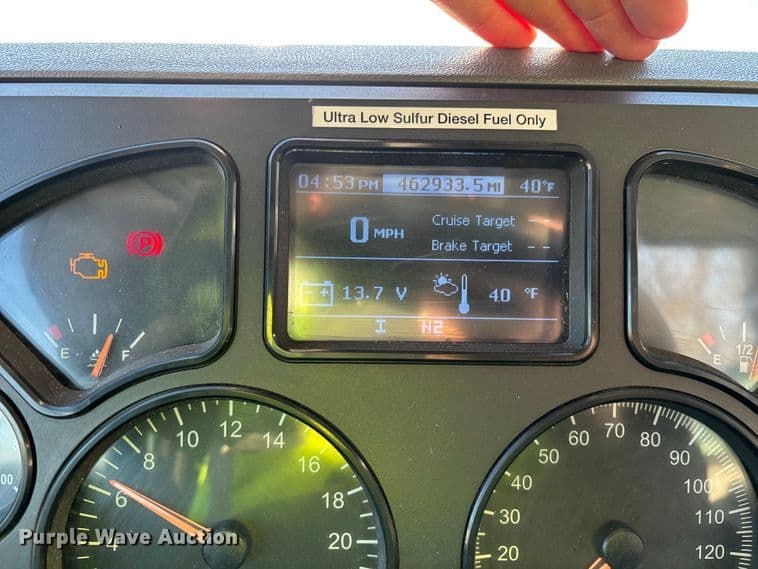 Ultra Low Sulfur Diesel Fuel Only
04:53 PM 462933.5 MI 40°F
0 MPH
Cruise Target --
Brake Target --
13.7 V 40 °F
I N2
P
E F
E 1/2
4 6 8 10 12 14 16 18 20
20 30 40 50 60 70 80 90 100 110 120
00
Purple Wave Auction